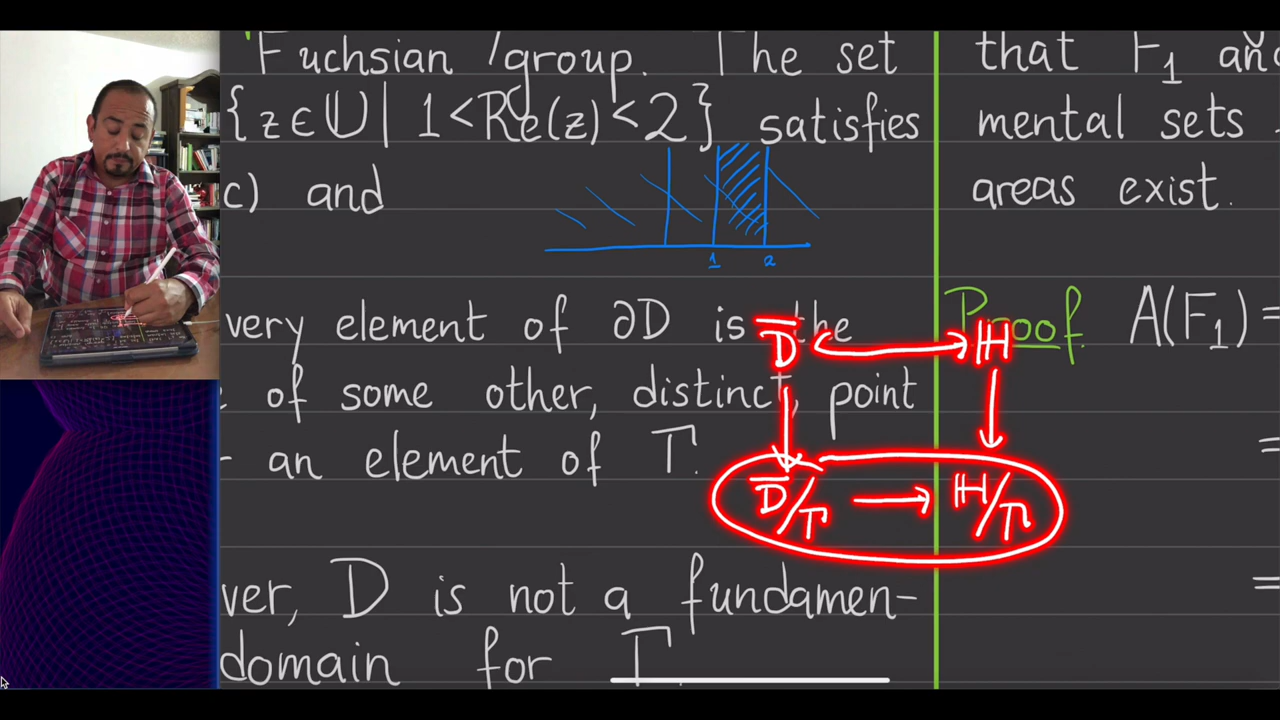 Fuchsian group. The set
{z∈𝕌 | 1<Re(z)<2} satisfies
c) and
1 2
very element of ∂D is the
of some other, distinct, point
an element of Γ.
D̅ ↪ ℍ
D̅/Γ → ℍ/Γ
ver, D is not a fundamen-
domain for Γ.
that F₁ and
mental sets
areas exist.
Proof. A(F₁)=
=
=